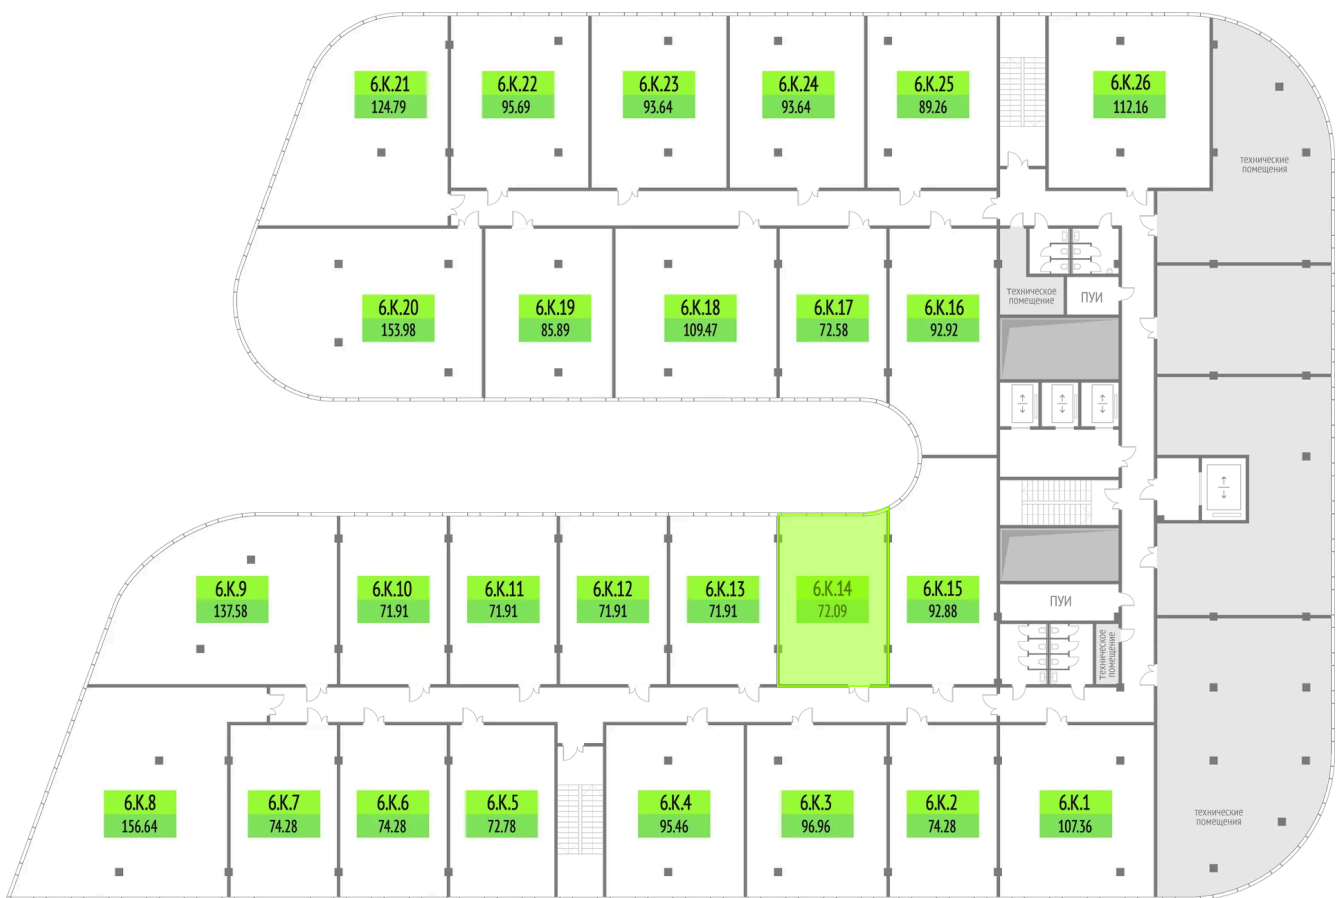 6.К.21
124.79
6.К.22
95.69
6.К.23
93.64
6.К.24
93.64
6.К.25
89.26
6.К.26
112.16
технические
помещения
6.К.20
153.98
6.К.19
85.89
6.К.18
109.47
6.К.17
72.58
6.К.16
92.92
техническое
помещение
ПУИ
6.К.9
137.58
6.К.10
71.91
6.К.11
71.91
6.К.12
71.91
6.К.13
71.91
6.К.14
72.09
6.К.15
92.88
ПУИ
техническое
помещение
6.К.8
156.64
6.К.7
74.28
6.К.6
74.28
6.К.5
72.78
6.К.4
95.46
6.К.3
96.96
6.К.2
74.28
6.К.1
107.36
технические
помещения